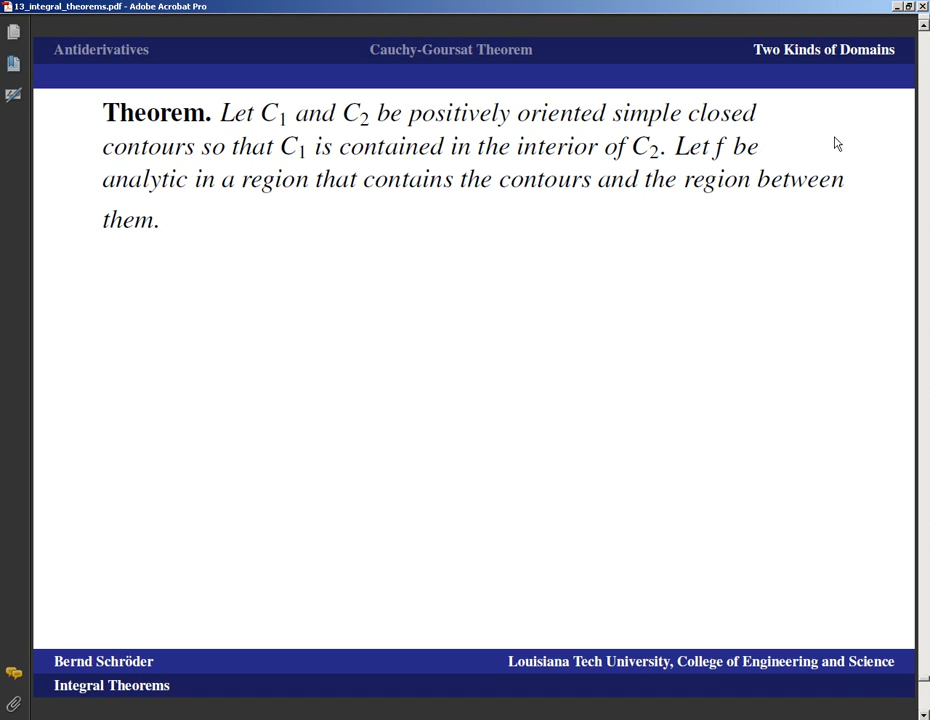 13_integral_theorems.pdf - Adobe Acrobat Pro
Antiderivatives Cauchy-Goursat Theorem Two Kinds of Domains
Theorem. Let C1 and C2 be positively oriented simple closed
contours so that C1 is contained in the interior of C2. Let f be
analytic in a region that contains the contours and the region between
them.
Bernd Schröder Louisiana Tech University, College of Engineering and Science
Integral Theorems